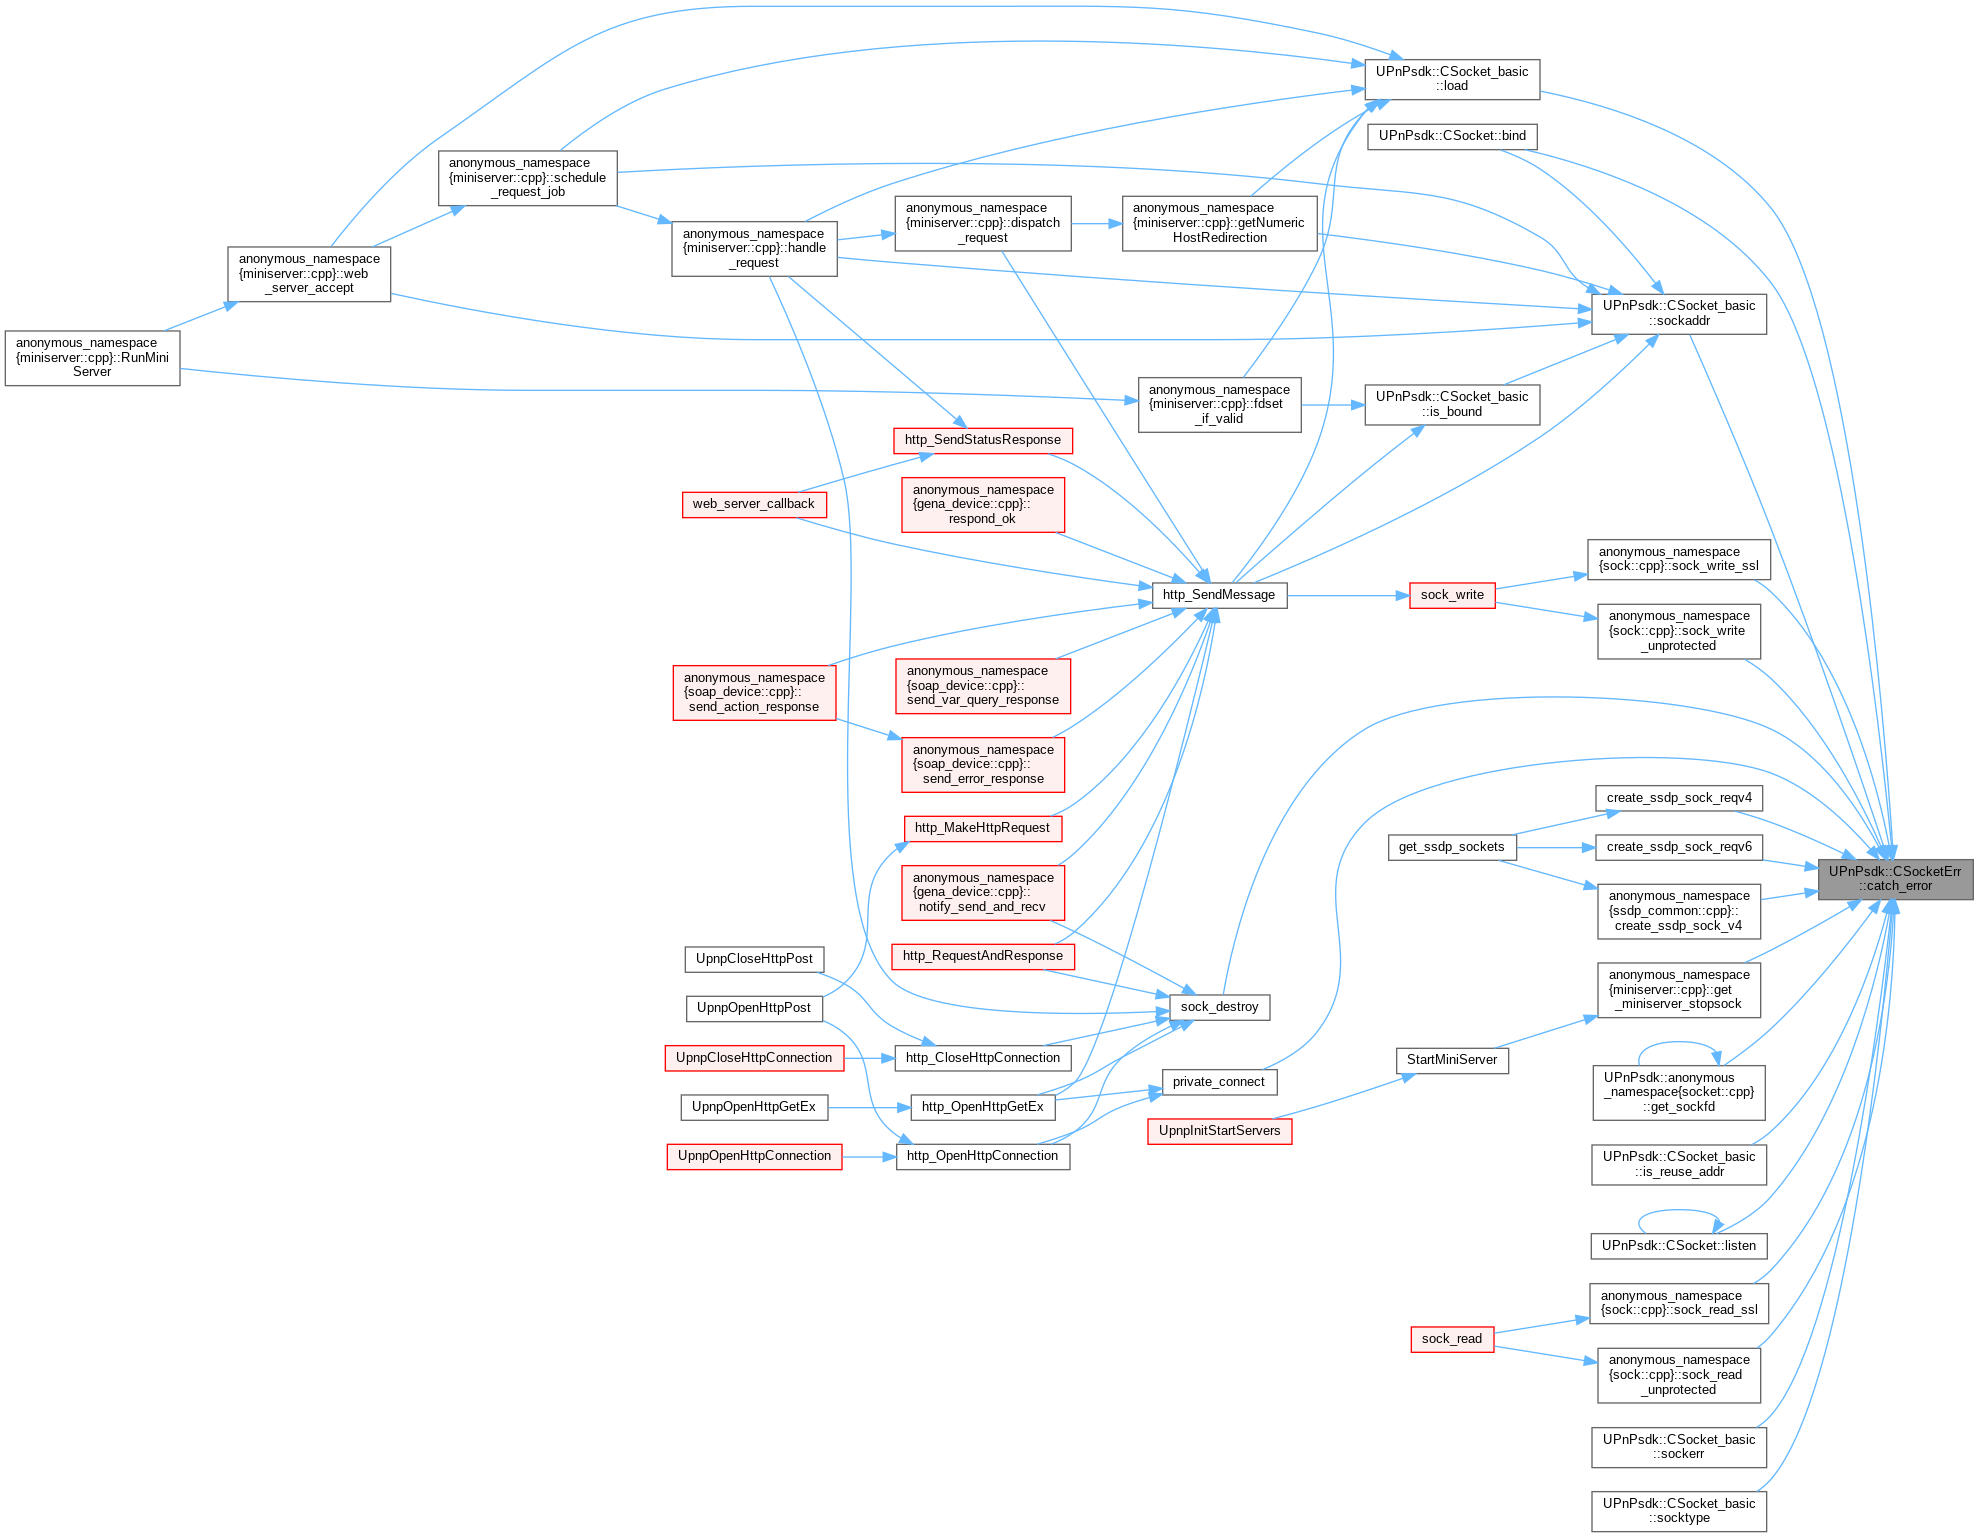 UPnPsdk::CSocket_basic
::load
UPnPsdk::CSocket::bind
anonymous_namespace
{miniserver::cpp}::schedule
_request_job
anonymous_namespace
{miniserver::cpp}::dispatch
_request
anonymous_namespace
{miniserver::cpp}::getNumeric
HostRedirection
anonymous_namespace
{miniserver::cpp}::handle
_request
anonymous_namespace
{miniserver::cpp}::web
_server_accept
UPnPsdk::CSocket_basic
::sockaddr
anonymous_namespace
{miniserver::cpp}::RunMini
Server
anonymous_namespace
{miniserver::cpp}::fdset
_if_valid
UPnPsdk::CSocket_basic
::is_bound
http_SendStatusResponse
web_server_callback
anonymous_namespace
{gena_device::cpp}::
respond_ok
anonymous_namespace
{sock::cpp}::sock_write_ssl
http_SendMessage
sock_write
anonymous_namespace
{sock::cpp}::sock_write
_unprotected
anonymous_namespace
{soap_device::cpp}::
send_action_response
anonymous_namespace
{soap_device::cpp}::
send_var_query_response
anonymous_namespace
{soap_device::cpp}::
send_error_response
create_ssdp_sock_reqv4
http_MakeHttpRequest
get_ssdp_sockets
create_ssdp_sock_reqv6
UPnPsdk::CSocketErr
::catch_error
anonymous_namespace
{gena_device::cpp}::
notify_send_and_recv
anonymous_namespace
{ssdp_common::cpp}::
create_ssdp_sock_v4
UpnpCloseHttpPost
http_RequestAndResponse
anonymous_namespace
{miniserver::cpp}::get
_miniserver_stopsock
UpnpOpenHttpPost
sock_destroy
UpnpCloseHttpConnection
http_CloseHttpConnection
StartMiniServer
private_connect
UPnPsdk::anonymous
_namespace{socket::cpp}
::get_sockfd
UpnpOpenHttpGetEx
http_OpenHttpGetEx
UpnpInitStartServers
UpnpOpenHttpConnection
http_OpenHttpConnection
UPnPsdk::CSocket_basic
::is_reuse_addr
UPnPsdk::CSocket::listen
anonymous_namespace
{sock::cpp}::sock_read_ssl
sock_read
anonymous_namespace
{sock::cpp}::sock_read
_unprotected
UPnPsdk::CSocket_basic
::sockerr
UPnPsdk::CSocket_basic
::socktype